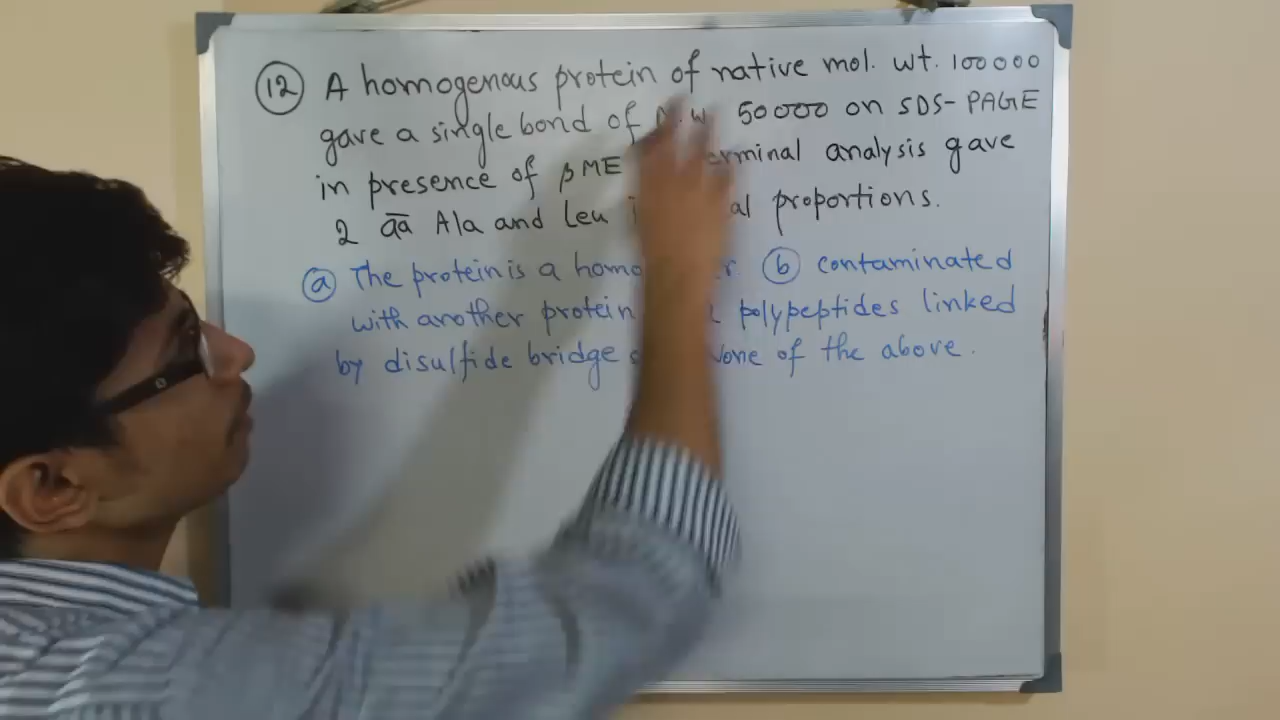 12 A homogenous protein of native mol. wt. 100000
gave a single bond of M.W. 50000 on SDS-PAGE
in presence of βME erminal analysis gave
2 a̅a̅ Ala and Leu al proportions.
a The protein is a homo r. b contaminated
with another protein polypeptides linked
by disulfide bridge None of the above.